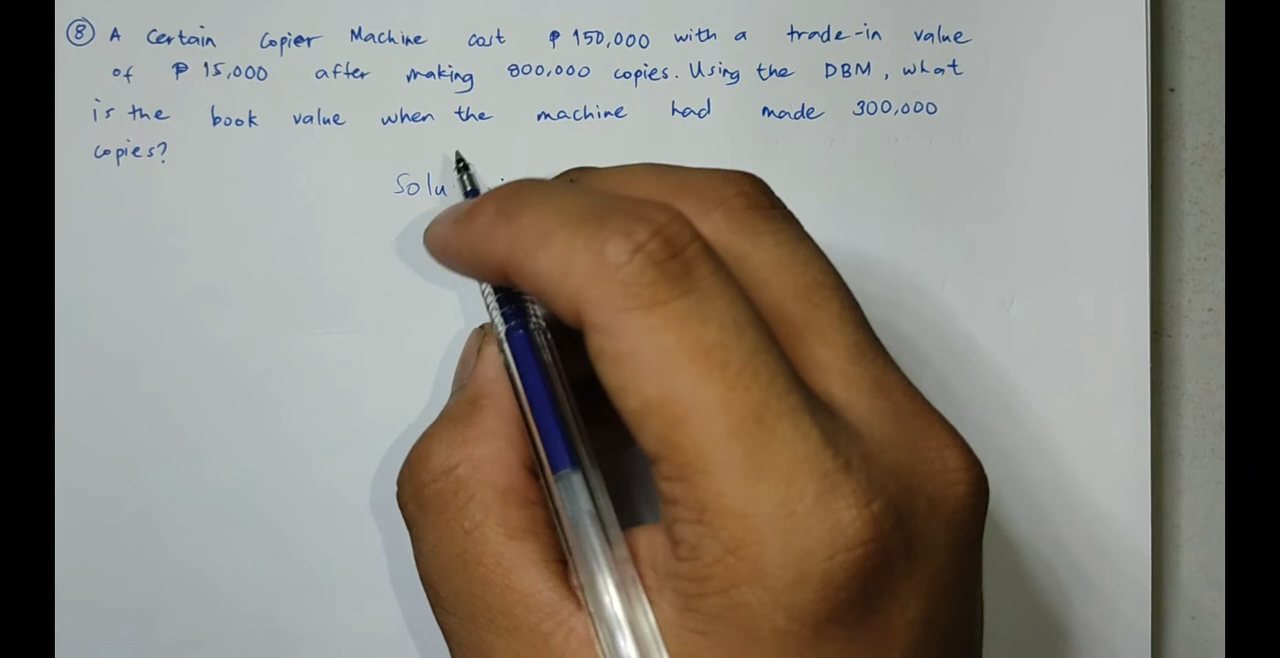 ⑧ A Certain Copier Machine cost ₱150,000 with a trade-in value
of ₱ 15,000 after making 800,000 copies. Using the DBM, what
is the book value when the machine had made 300,000
copies?
Solu